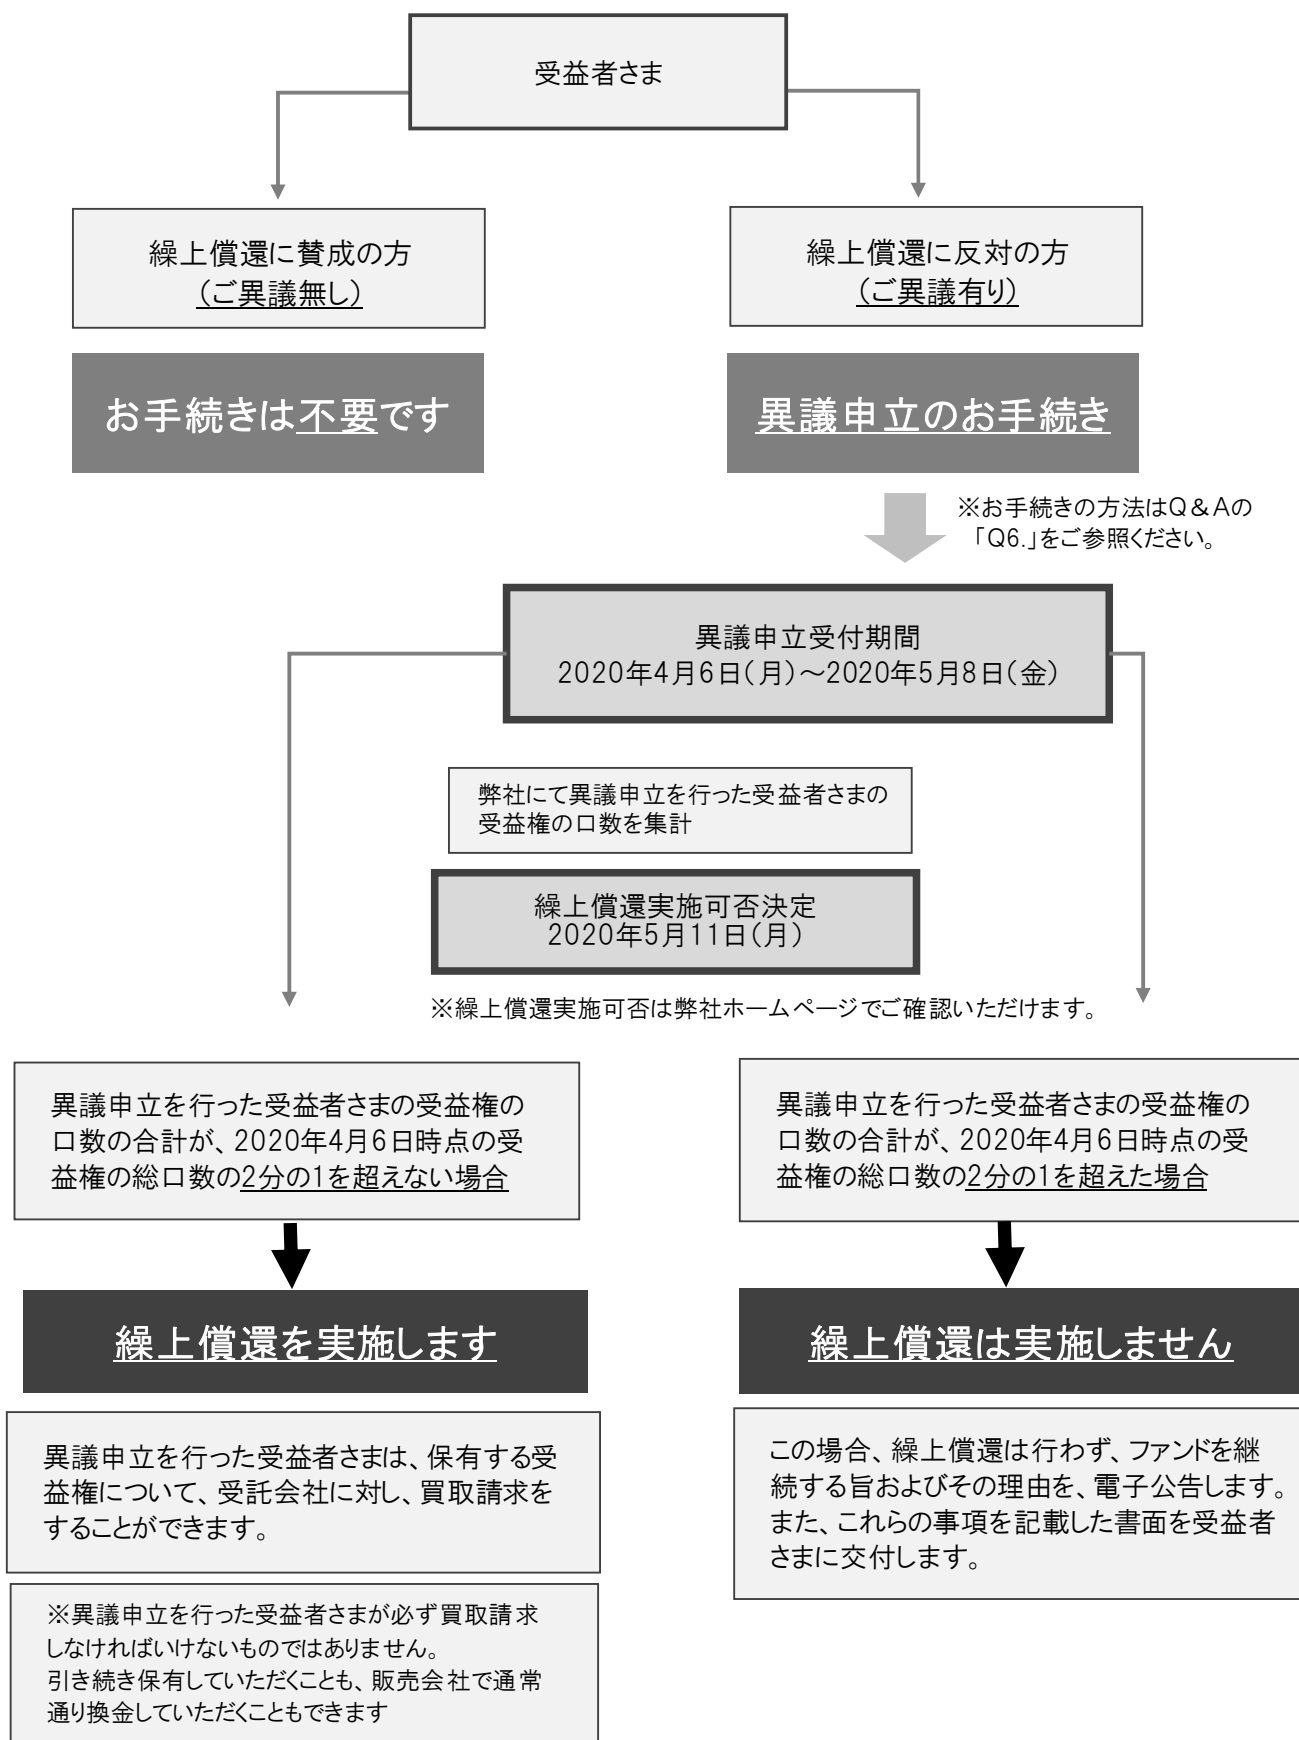 受益者さま
繰上償還に賛成の方
(ご異議無し)
繰上償還に反対の方
(ご異議有り)
お手続きは不要です
異議申立のお手続き
※お手続きの方法はQ&Aの
「Q6.」をご参照ください。
異議申立受付期間
2020年4月6日(月)～2020年5月8日(金)
弊社にて異議申立を行った受益者さまの
受益権の口数を集計
繰上償還実施可否決定
2020年5月11日(月)
※繰上償還実施可否は弊社ホームページでご確認いただけます。
異議申立を行った受益者さまの受益権の
口数の合計が、2020年4月6日時点の受
益権の総口数の2分の1を超えない場合
異議申立を行った受益者さまの受益権の
口数の合計が、2020年4月6日時点の受
益権の総口数の2分の1を超えた場合
繰上償還を実施します
繰上償還は実施しません
異議申立を行った受益者さまは、保有する受
益権について、受託会社に対し、買取請求を
することができます。
この場合、繰上償還は行わず、ファンドを継
続する旨およびその理由を、電子公告します。
また、これらの事項を記載した書面を受益者
さまに交付します。
※異議申立を行った受益者さまが必ず買取請求
しなければいけないものではありません。
引き続き保有していただくことも、販売会社で通常
通り換金していただくこともできます